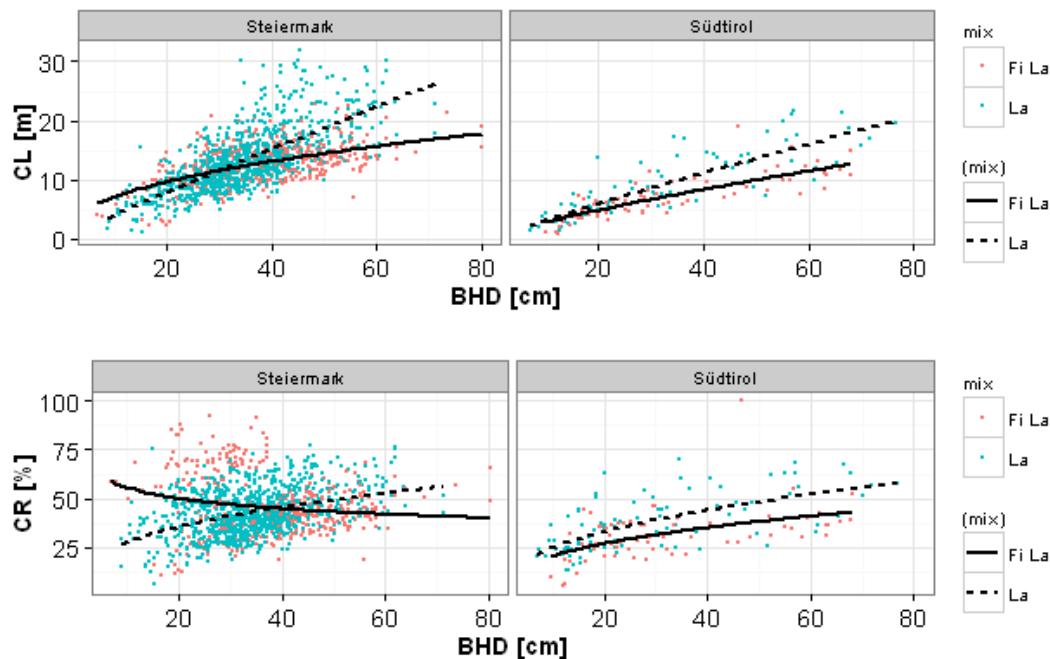 Steiermark
Südtirol
CL [m]
30
20
10
0
20
40
60
80
20
40
60
80
BHD [cm]
mix
Fi La
La
(mix)
Fi La
La
Steiermark
Südtirol
CR [%]
100
75
50
25
20
40
60
80
20
40
60
80
BHD [cm]
mix
Fi La
La
(mix)
Fi La
La